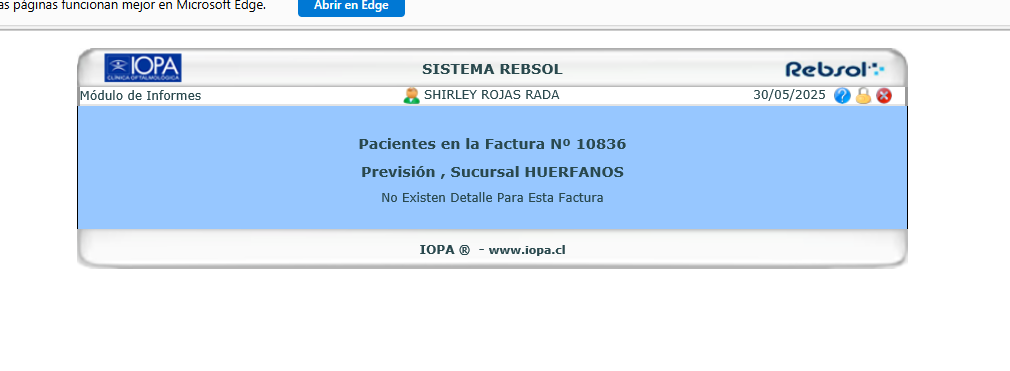 as páginas funcionan mejor en Microsoft Edge.
Abrir en Edge
IOPA
CLÍNICA OFTALMOLÓGICA
SISTEMA REBSOL
Rebsol
Módulo de Informes
SHIRLEY ROJAS RADA
30/05/2025
Pacientes en la Factura Nº 10836
Previsión , Sucursal HUERFANOS
No Existen Detalle Para Esta Factura
IOPA ® - www.iopa.cl